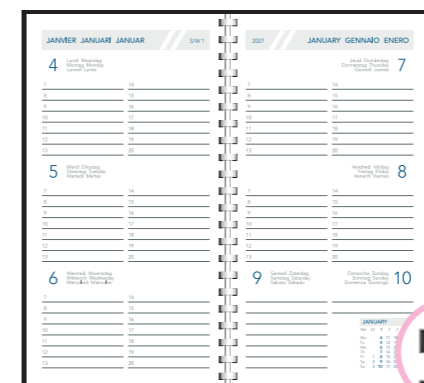 JANVIER JANUARI JANUAR
S/W 1
4
Lundi Maandag
Montag Monday
Lunedì Lunes
7 14
8 15
9 16
10 17
11 18
12 19
13 20
5
Mardi Dinsdag
Dienstag Tuesday
Martedì Martes
7 14
8 15
9 16
10 17
11 18
12 19
13 20
6
Mercredi Woensdag
Mittwoch Wednesday
Mercoledì Miércoles
7 14
8 15
9 16
10 17
11 18
12 19
13 20
2027
JANUARY GENNAIO ENERO
Jeudi Donderdag
Donnerstag Thursday
Giovedì Jueves
7
7 14
8 15
9 16
10 17
11 18
12 19
13 20
Vendredi Vrijdag
Freitag Friday
Venerdì Viernes
8
7 14
8 15
9 16
10 17
11 18
12 19
13 20
9
Samedi Zaterdag
Samstag Saturday
Sabato Sábado
Dimanche Zondag
Sonntag Sunday
Domenica Domingo
10
JANUARY